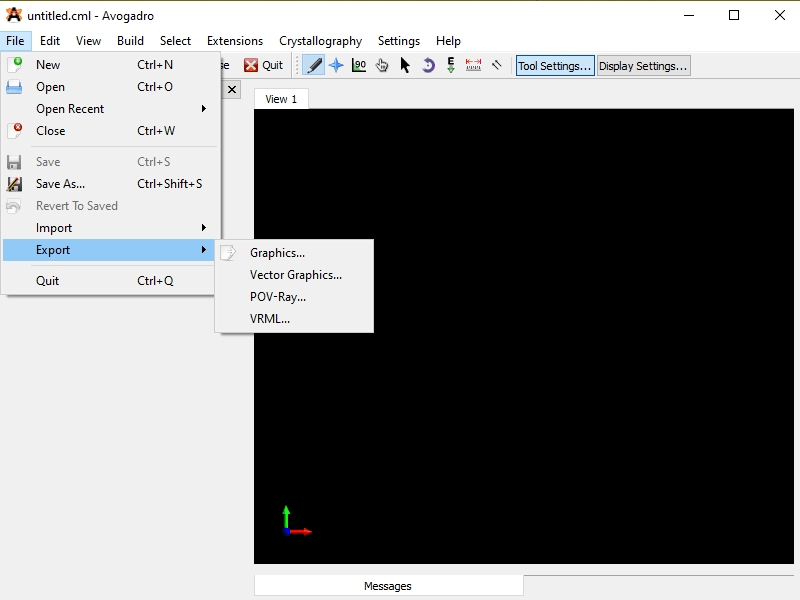 untitled.cml - Avogadro
File Edit View Build Select Extensions Crystallography Settings Help
se Quit 90 E Tool Settings... Display Settings...
New Ctrl+N
Open Ctrl+O
Open Recent
Close Ctrl+W
Save Ctrl+S
Save As... Ctrl+Shift+S
Revert To Saved
Import
Export
Quit Ctrl+Q
Graphics...
Vector Graphics...
POV-Ray...
VRML...
View 1
Messages